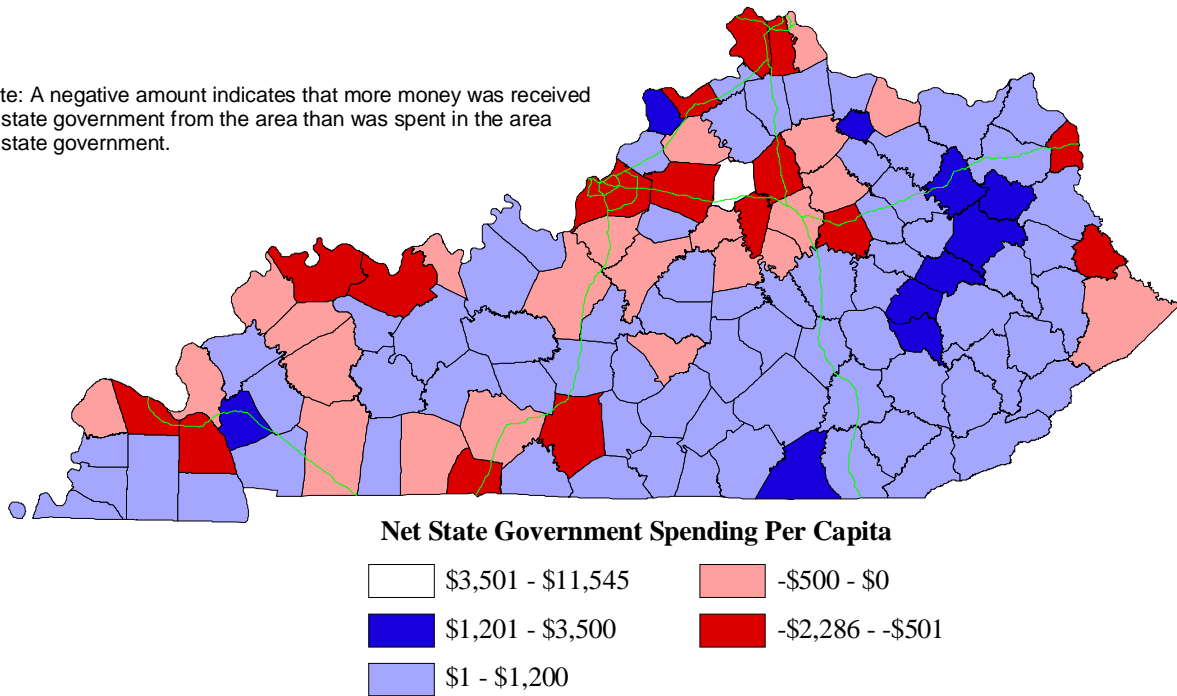 te: A negative amount indicates that more money was received
state government from the area than was spent in the area
state government.
Net State Government Spending Per Capita
$3,501 - $11,545
-$500 - $0
$1,201 - $3,500
-$2,286 - -$501
$1 - $1,200